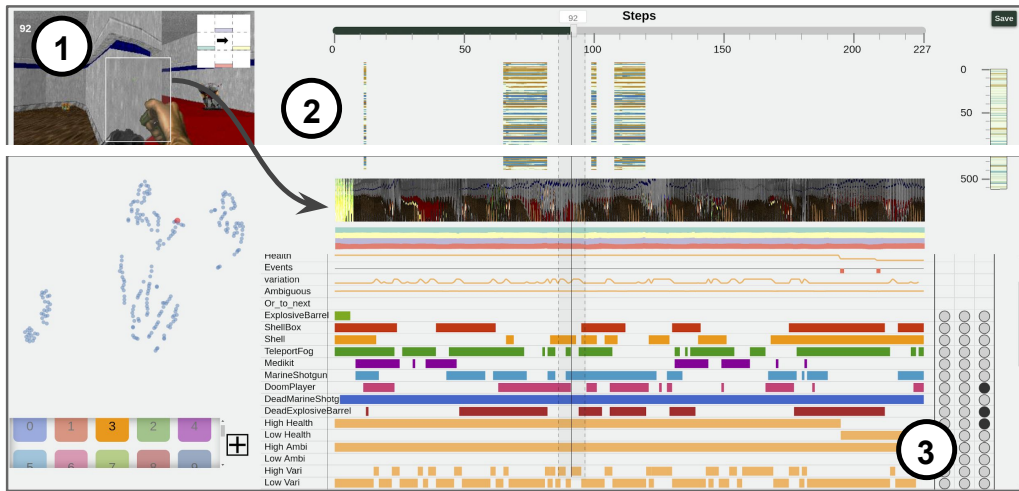 92
1
92
Steps
Save
0
50
100
150
200
227
2
0
50
500
Health
Events
variation
Ambiguous
Or_to_next
ExplosiveBarrel
ShellBox
Shell
TeleportFog
Medikit
MarineShotgun
DoomPlayer
DeadMarineShotg
DeadExplosiveBarrel
High Health
Low Health
High Ambi
Low Ambi
High Vari
Low Vari
0
1
3
2
4
5
6
7
8
9
3